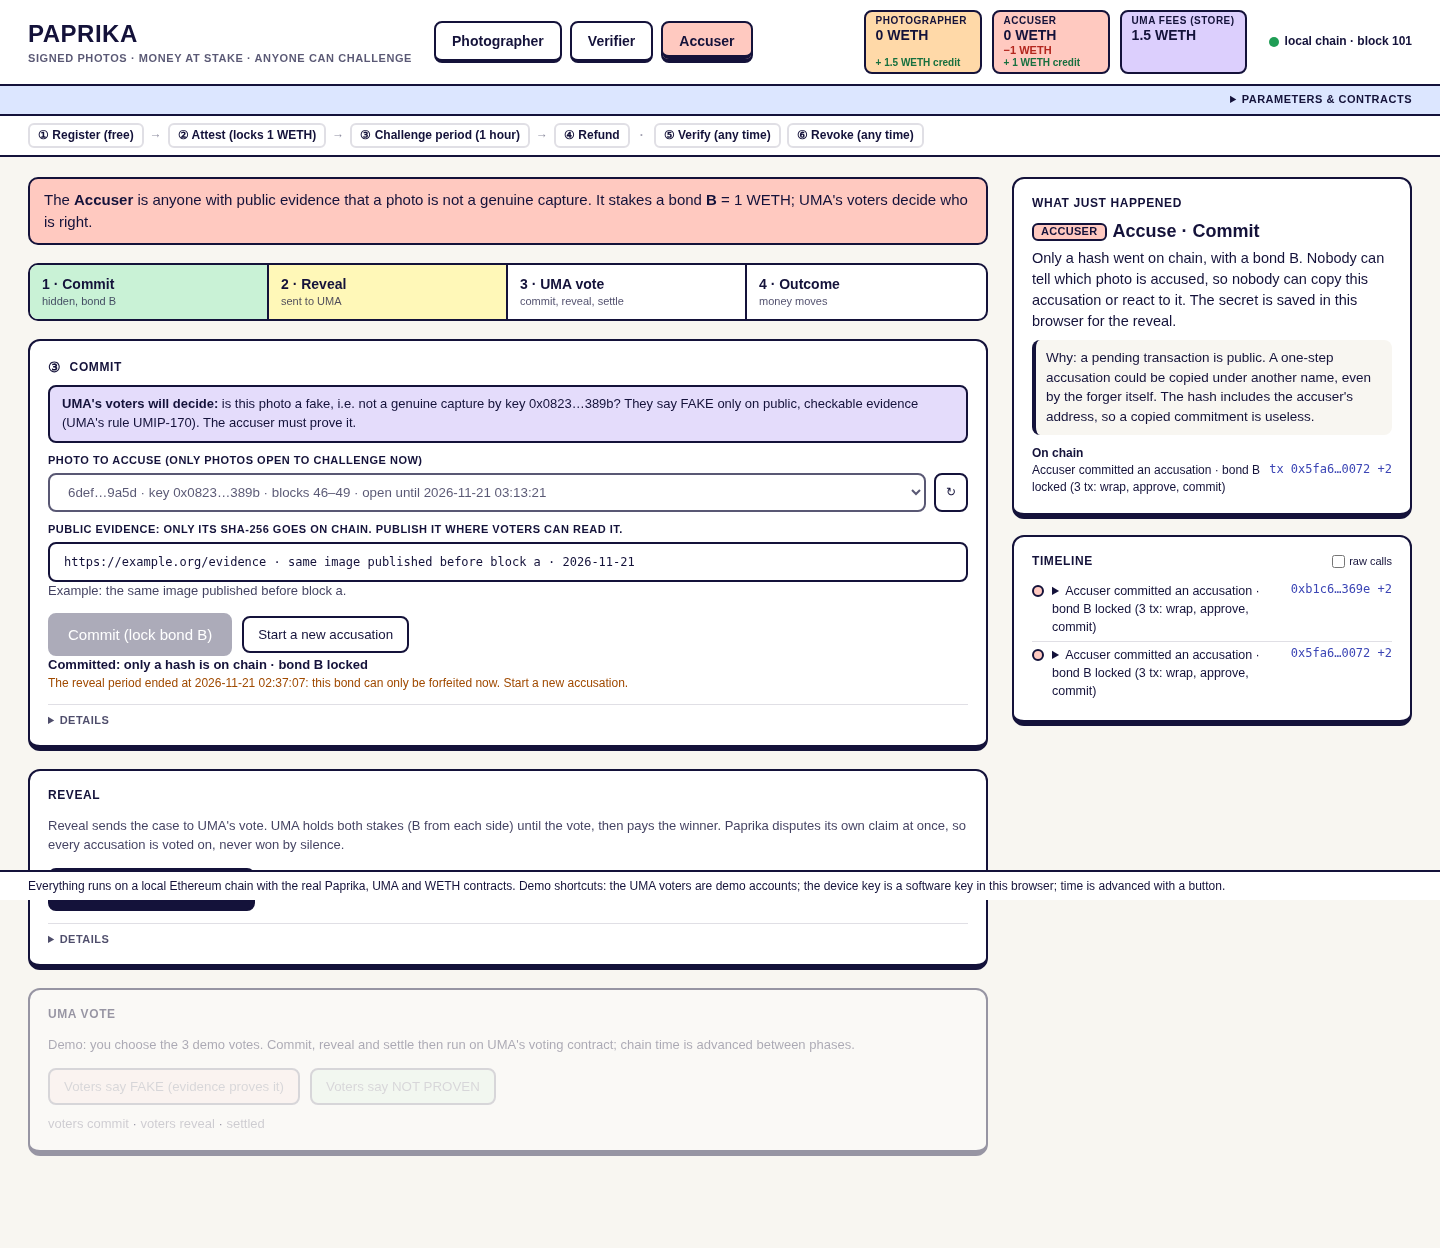 PAPRIKA
SIGNED PHOTOS · MONEY AT STAKE · ANYONE CAN CHALLENGE
Photographer
Verifier
Accuser
PHOTOGRAPHER
0 WETH
+ 1.5 WETH credit
ACCUSER
0 WETH
−1 WETH
+ 1 WETH credit
UMA FEES (STORE)
1.5 WETH
local chain · block 101
PARAMETERS & CONTRACTS
① Register (free) → ② Attest (locks 1 WETH) → ③ Challenge period (1 hour) → ④ Refund · ⑤ Verify (any time) ⑥ Revoke (any time)
The Accuser is anyone with public evidence that a photo is not a genuine capture. It stakes a bond B = 1 WETH; UMA's voters decide who
is right.
1 · Commit
hidden, bond B
2 · Reveal
sent to UMA
3 · UMA vote
commit, reveal, settle
4 · Outcome
money moves
③ COMMIT
UMA's voters will decide: is this photo a fake, i.e. not a genuine capture by key 0x0823…389b? They say FAKE only on public, checkable evidence
(UMA's rule UMIP-170). The accuser must prove it.
PHOTO TO ACCUSE (ONLY PHOTOS OPEN TO CHALLENGE NOW)
6def…9a5d · key 0x0823…389b · blocks 46–49 · open until 2026-11-21 03:13:21
↻
PUBLIC EVIDENCE: ONLY ITS SHA-256 GOES ON CHAIN. PUBLISH IT WHERE VOTERS CAN READ IT.
https://example.org/evidence · same image published before block a · 2026-11-21
Example: the same image published before block a.
Commit (lock bond B)
Start a new accusation
Committed: only a hash is on chain · bond B locked
The reveal period ended at 2026-11-21 02:37:07: this bond can only be forfeited now. Start a new accusation.
DETAILS
REVEAL
Reveal sends the case to UMA's vote. UMA holds both stakes (B from each side) until the vote, then pays the winner. Paprika disputes its own claim at once, so
every accusation is voted on, never won by silence.
Everything runs on a local Ethereum chain with the real Paprika, UMA and WETH contracts. Demo shortcuts: the UMA voters are demo accounts; the device key is a software key in this browser; time is advanced with a button.
DETAILS
UMA VOTE
Demo: you choose the 3 demo votes. Commit, reveal and settle then run on UMA's voting contract; chain time is advanced between phases.
Voters say FAKE (evidence proves it)
Voters say NOT PROVEN
voters commit · voters reveal · settled
WHAT JUST HAPPENED
ACCUSER Accuse · Commit
Only a hash went on chain, with a bond B. Nobody can
tell which photo is accused, so nobody can copy this
accusation or react to it. The secret is saved in this
browser for the reveal.
Why: a pending transaction is public. A one-step
accusation could be copied under another name, even
by the forger itself. The hash includes the accuser's
address, so a copied commitment is useless.
On chain
Accuser committed an accusation · bond B tx 0x5fa6…0072 +2
locked (3 tx: wrap, approve, commit)
TIMELINE
raw calls
Accuser committed an accusation · 0xb1c6…369e +2
bond B locked (3 tx: wrap, approve,
commit)
Accuser committed an accusation · 0x5fa6…0072 +2
bond B locked (3 tx: wrap, approve,
commit)